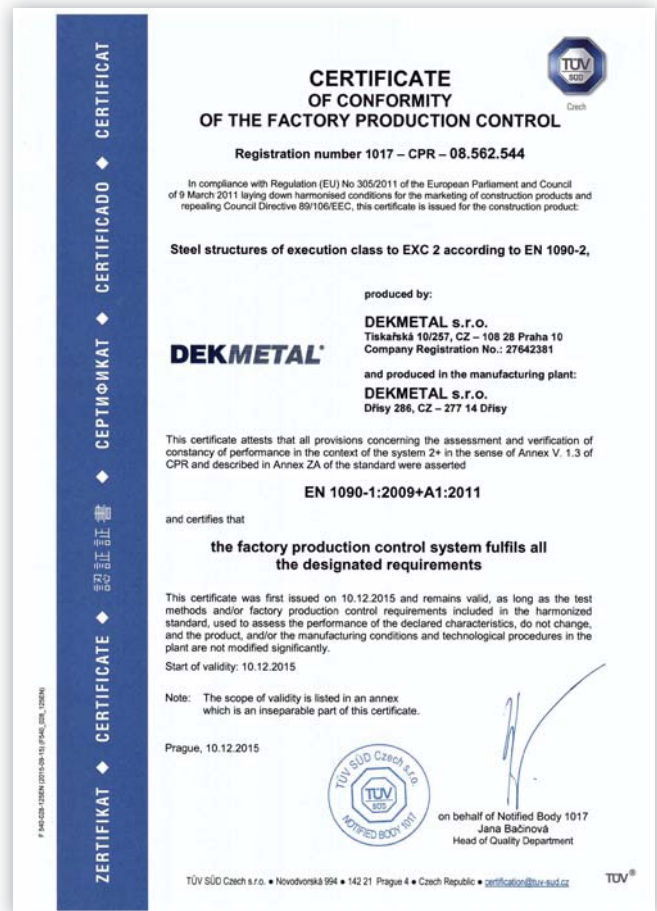 ZERTIFIKAT ◆ CERTIFICATE ◆ 認証証書 ◆ СЕРТИФИКАТ ◆ CERTIFICADO ◆ CERTIFICAT
TÜV
SÜD
Czech
CERTIFICATE
OF CONFORMITY
OF THE FACTORY PRODUCTION CONTROL
Registration number 1017 – CPR – 08.562.544
In compliance with Regulation (EU) No 305/2011 of the European Parliament and Council
of 9 March 2011 laying down harmonised conditions for the marketing of construction products and
repealing Council Directive 89/106/EEC, this certificate is issued for the construction product:
Steel structures of execution class to EXC 2 according to EN 1090-2,
produced by:
DEKMETAL s.r.o.
Tiskařská 10/257, CZ – 108 28 Praha 10
Company Registration No.: 27642381
DEKMETAL
and produced in the manufacturing plant:
DEKMETAL s.r.o.
Dřísy 286, CZ – 277 14 Dřísy
This certificate attests that all provisions concerning the assessment and verification of
constancy of performance in the context of the system 2+ in the sense of Annex V. 1.3 of
CPR and described in Annex ZA of the standard were asserted
EN 1090-1:2009+A1:2011
and certifies that
the factory production control system fulfils all
the designated requirements
This certificate was first issued on 10.12.2015 and remains valid, as long as the test
methods and/or factory production control requirements included in the harmonized
standard, used to assess the performance of the declared characteristics, do not change,
and the product, and/or the manufacturing conditions and technological procedures in the
plant are not modified significantly.
Start of validity: 10.12.2015
Note: The scope of validity is listed in an annex
which is an inseparable part of this certificate.
Prague, 10.12.2015
TÜV SÜD Czech s.r.o.
TÜV
SÜD
NOTIFIED BODY 1017
on behalf of Notified Body 1017
Jana Bačinová
Head of Quality Department
TÜV SÜD Czech s.r.o. ● Novodvorská 994 ● 142 21 Prague 4 ● Czech Republic ● certification@tuv-sud.cz
TÜV®